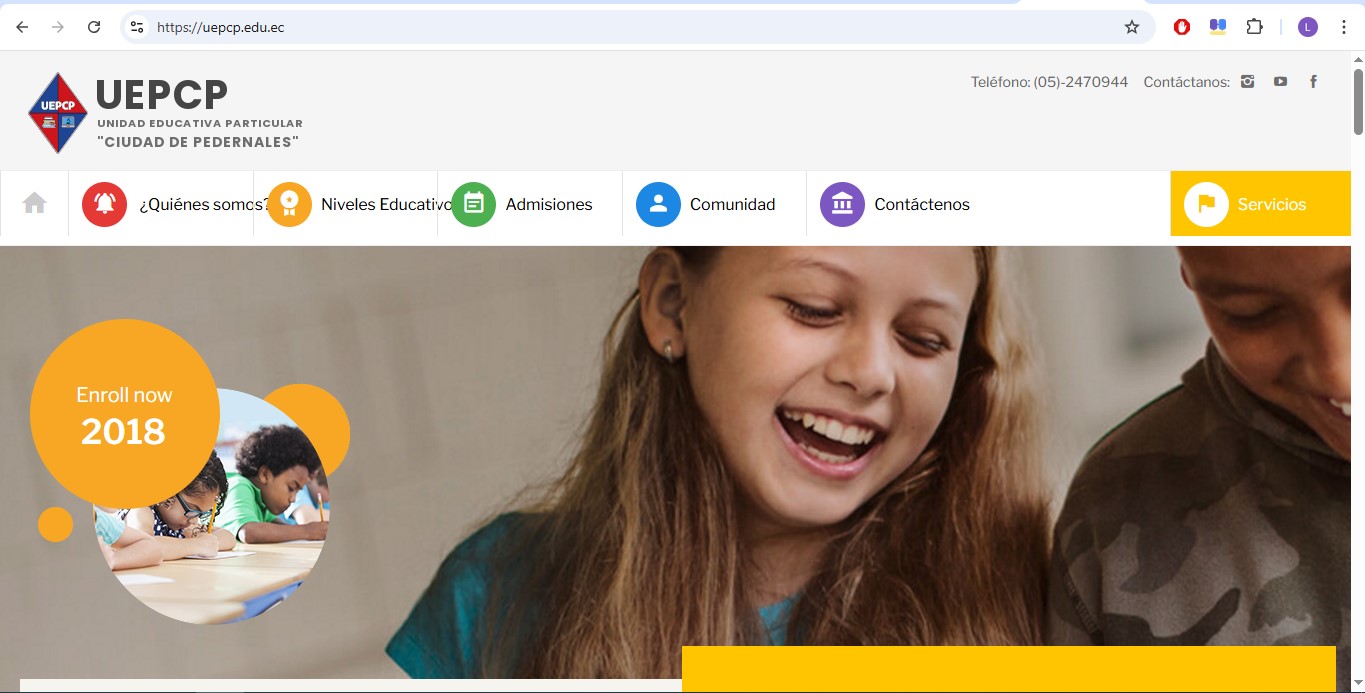 https://uepcp.edu.ec
L
UEPCP
UEPCP
UNIDAD EDUCATIVA PARTICULAR
"CIUDAD DE PEDERNALES"
Teléfono: (05)-2470944 Contáctanos:
¿Quiénes somos?
Niveles Educativo
Admisiones
Comunidad
Contáctenos
Servicios
Enroll now
2018